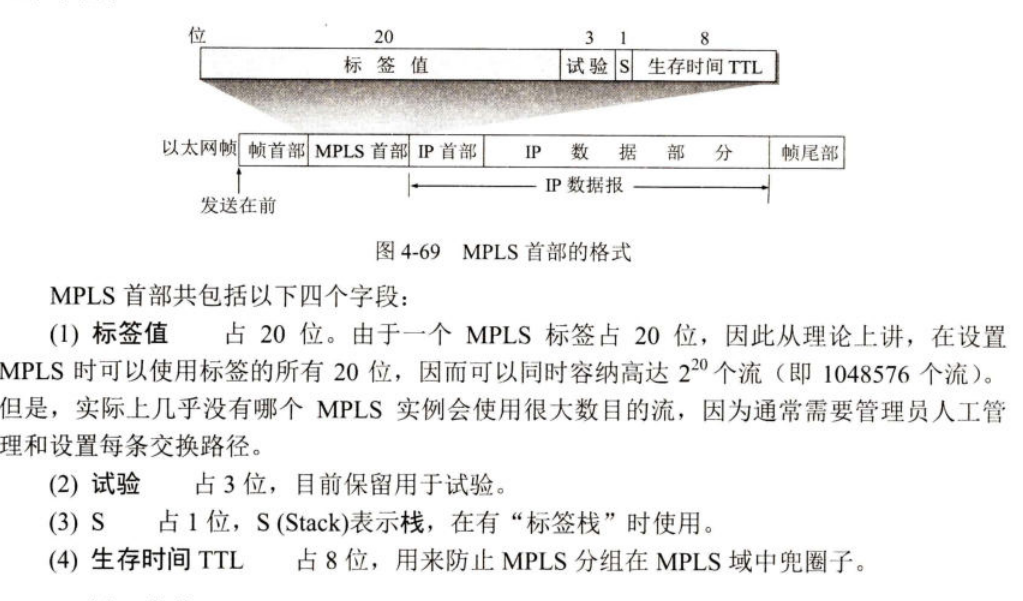 位 20 3 1 8
标 签 值 试 验 S 生存时间 TTL
以太网帧 帧首部 MPLS 首部 IP 首部 IP 数 据 部 分 帧尾部
IP 数据报
发送在前
图 4-69 MPLS 首部的格式
MPLS 首部共包括以下四个字段：
(1) 标签值 占 20 位。由于一个 MPLS 标签占 20 位，因此从理论上讲，在设置
MPLS 时可以使用标签的所有 20 位，因而可以同时容纳高达 2²⁰ 个流（即 1048576 个流）。
但是，实际上几乎没有哪个 MPLS 实例会使用很大数目的流，因为通常需要管理员人工管
理和设置每条交换路径。
(2) 试验 占 3 位，目前保留用于试验。
(3) S 占 1 位，S (Stack)表示栈，在有“标签栈”时使用。
(4) 生存时间 TTL 占 8 位，用来防止 MPLS 分组在 MPLS 域中兜圈子。